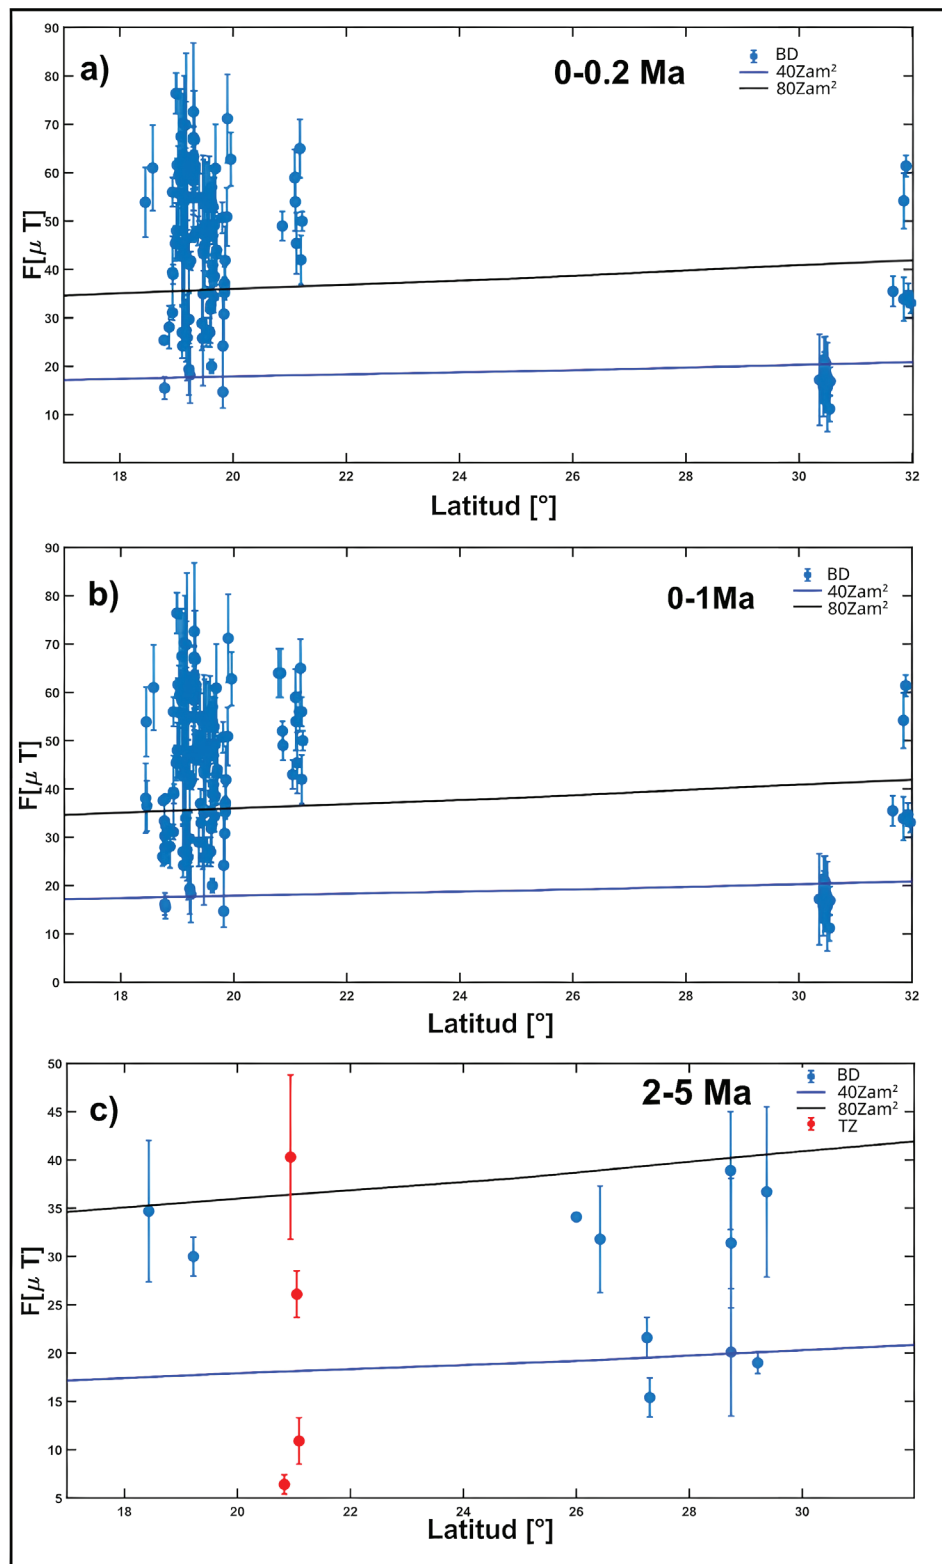 90
80
70
60
50
40
30
20
10
F[μ T]
a)
0-0.2 Ma
BD
40Zam²
80Zam²
18 20 22 24 26 28 30 32
Latitud [°]
90
80
70
60
50
40
30
20
10
0
F[μ T]
b)
0-1Ma
BD
40Zam²
80Zam²
18 20 22 24 26 28 30 32
Latitud [°]
50
45
40
35
30
25
20
15
10
5
F[μ T]
c)
2-5 Ma
BD
40Zam²
80Zam²
TZ
18 20 22 24 26 28 30
Latitud [°]